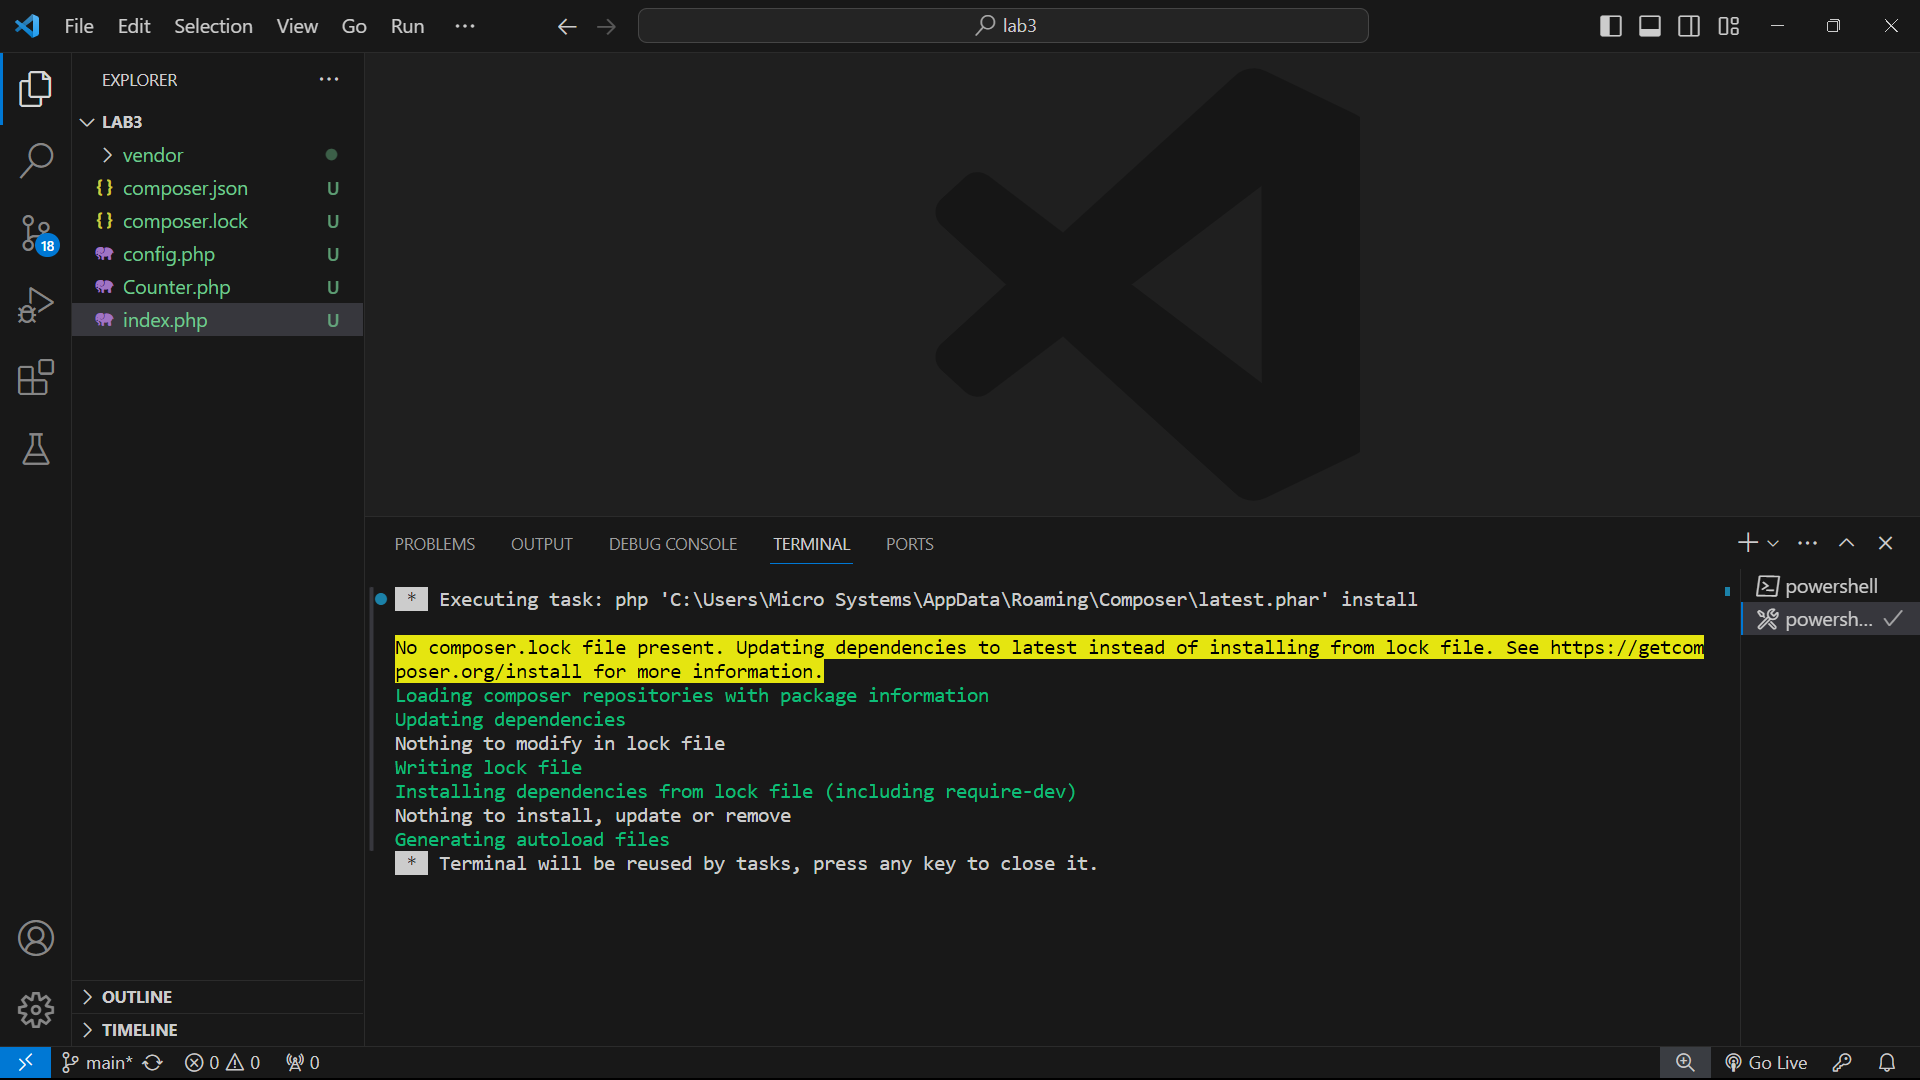 File Edit Selection View Go Run ···
lab3
EXPLORER
LAB3
vendor
composer.json U
composer.lock U
18
config.php U
Counter.php U
index.php U
PROBLEMS OUTPUT DEBUG CONSOLE TERMINAL PORTS
* Executing task: php 'C:\Users\Micro Systems\AppData\Roaming\Composer\latest.phar' install
No composer.lock file present. Updating dependencies to latest instead of installing from lock file. See https://getcom
poser.org/install for more information.
Loading composer repositories with package information
Updating dependencies
Nothing to modify in lock file
Writing lock file
Installing dependencies from lock file (including require-dev)
Nothing to install, update or remove
Generating autoload files
* Terminal will be reused by tasks, press any key to close it.
powershell
powersh...
OUTLINE
TIMELINE
main* 0 0 0
Go Live